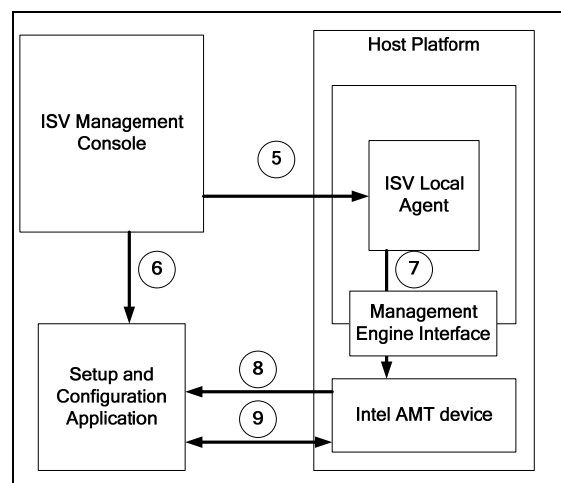 Host Platform
ISV Management
Console
5
ISV Local
Agent
6
7
Management
Engine Interface
Setup and
Configuration
Application
8
9
Intel AMT device